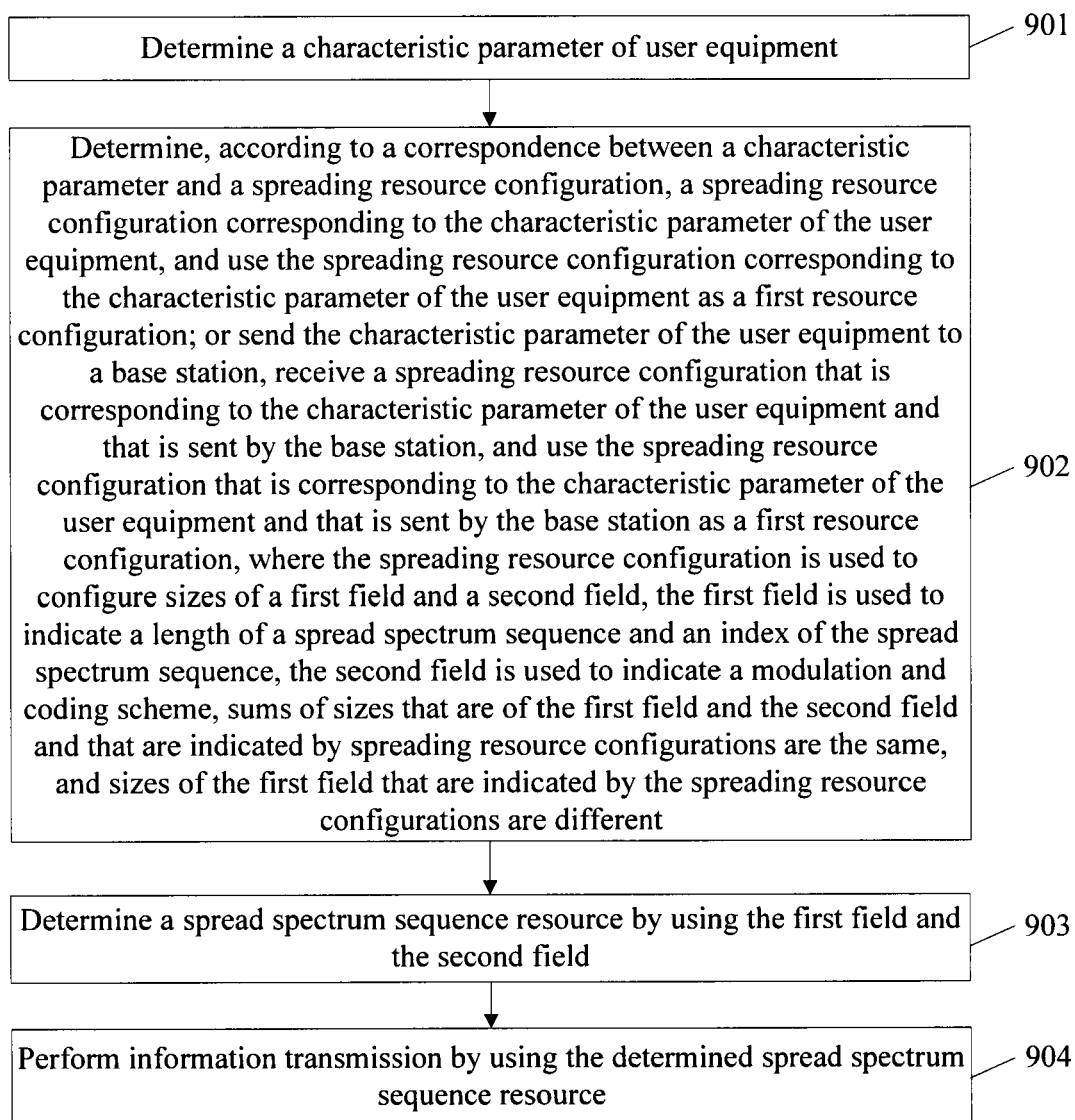 Determine a characteristic parameter of user equipment
901
Determine, according to a correspondence between a characteristic
parameter and a spreading resource configuration, a spreading resource
configuration corresponding to the characteristic parameter of the user
equipment, and use the spreading resource configuration corresponding to
the characteristic parameter of the user equipment as a first resource
configuration; or send the characteristic parameter of the user equipment to
a base station, receive a spreading resource configuration that is
corresponding to the characteristic parameter of the user equipment and
that is sent by the base station, and use the spreading resource
configuration that is corresponding to the characteristic parameter of the
user equipment and that is sent by the base station as a first resource
configuration, where the spreading resource configuration is used to
configure sizes of a first field and a second field, the first field is used to
indicate a length of a spread spectrum sequence and an index of the spread
spectrum sequence, the second field is used to indicate a modulation and
coding scheme, sums of sizes that are of the first field and the second field
and that are indicated by spreading resource configurations are the same,
and sizes of the first field that are indicated by the spreading resource
configurations are different
902
Determine a spread spectrum sequence resource by using the first field and
the second field
903
Perform information transmission by using the determined spread spectrum
sequence resource
904